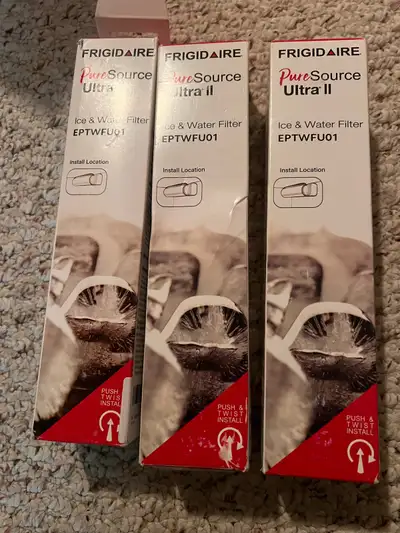 FRIGIDAIRE
PureSource
Ultra
Ice & Water Filter
EPTWFU01
Install Location
PUSH &
TWIST
INSTALL
FRIGIDAIRE
PureSource
Ultra II
Ice & Water Filter
EPTWFU01
Install Location
PUSH &
TWIST
INSTALL
FRIGIDAIRE
PureSource
Ultra II
Ice & Water Filter
EPTWFU01
Install Location
PUSH &
TWIST
INSTALL